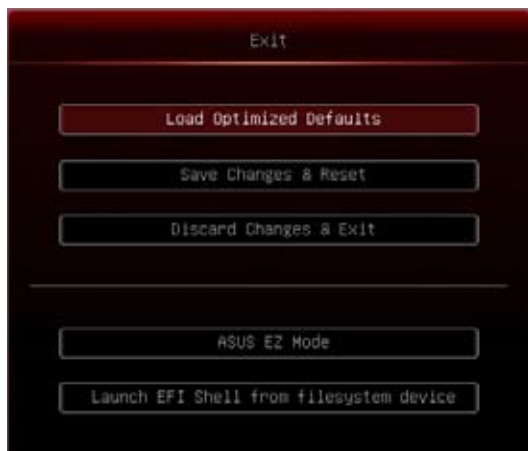 Exit
Load Optimized Defaults
Save Changes & Reset
Discard Changes & Exit
ASUS EZ Mode
Launch EFI Shell from filesystem device